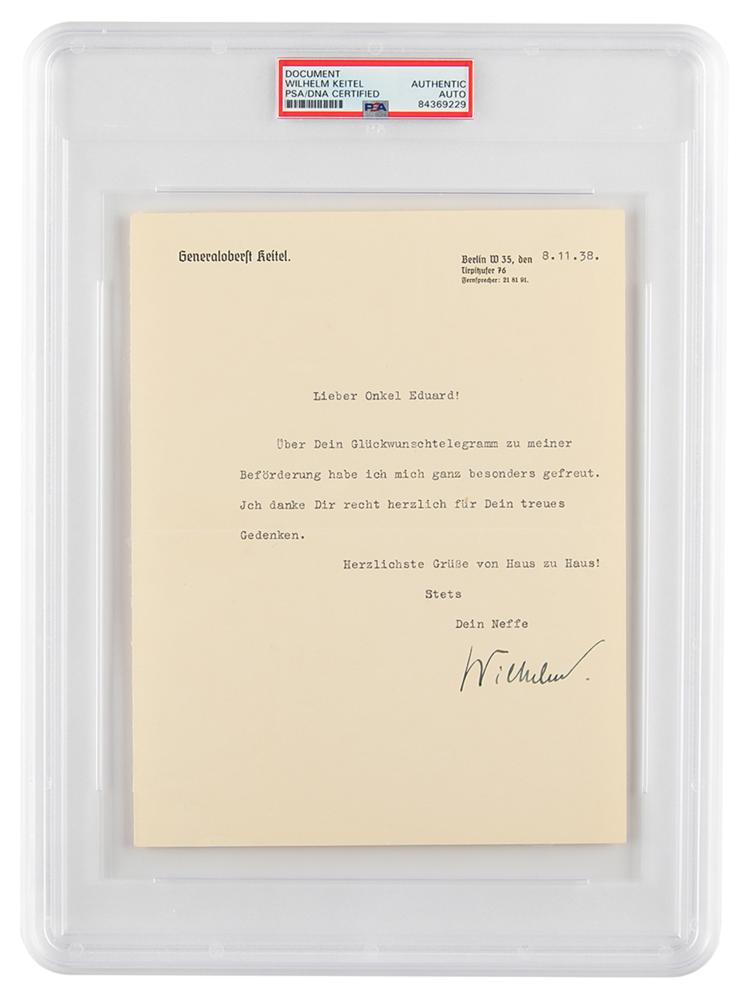 DOCUMENT
WILHELM KEITEL AUTHENTIC
PSA/DNA CERTIFIED AUTO
PSA 84369229
Generaloberst Keitel.
Berlin W 35, den 8.11.38.
Tirpitzufer 76
Fernsprecher: 21 81 91.
Lieber Onkel Eduard!
Über Dein Glückwunschtelegramm zu meiner
Beförderung habe ich mich ganz besonders gefreut.
Jch danke Dir recht herzlich für Dein treues
Gedenken.
Herzlichste Grüße von Haus zu Haus!
Stets
Dein Neffe
Wilhelm.